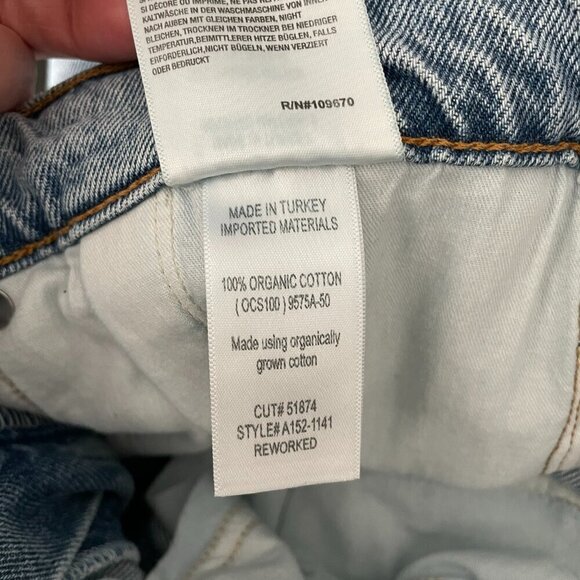 SI DÉCORÉ OU IMPRIMÉ, NE PAS REPASSER
KALTWÄSCHE IN DER WASCHMASCHINE VON INNEN
NACH AUßEN MIT GLEICHEN FARBEN, NIGHT
BLEICHEN, TROCKNEN IM TROCKNER BEI NIEDRIGER
TEMPERATUR,BEIMITTLERER HITZE BÜGLEN, FALLS
ERFORDERLICH,NICHT BÜGELN, WENN VERZIERT
ODER BEDRUCKT
R/N#109670
MADE IN TURKEY
IMPORTED MATERIALS
100% ORGANIC COTTON
( OCS100 ) 9575A-50
Made using organically
grown cotton
CUT# 51874
STYLE# A152-1141
REWORKED